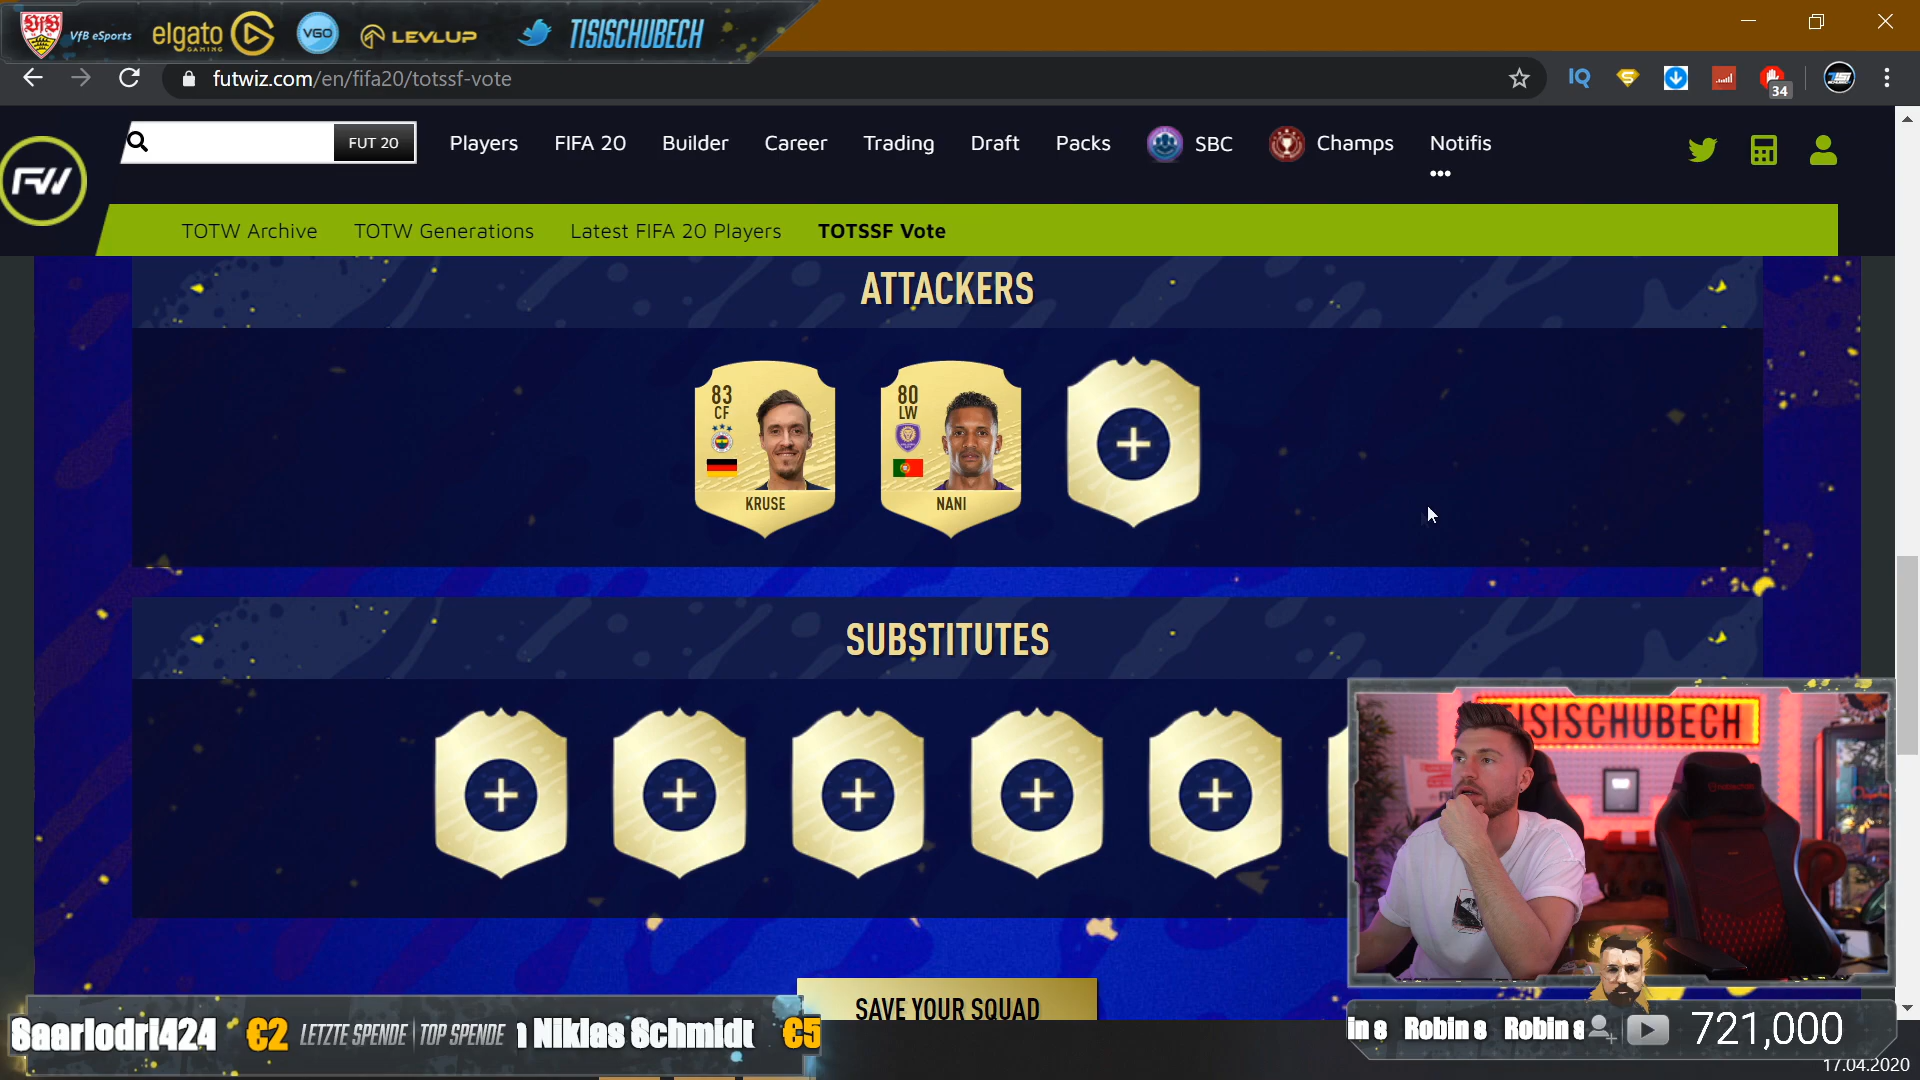 VfB eSports elgato GAMING VGO LEVLUP TISISCHUBECH
futwiz.com/en/fifa20/totssf-vote
IQ
34
FW
FUT 20
Players FIFA 20 Builder Career Trading Draft Packs SBC Champs Notifis
TOTW Archive TOTW Generations Latest FIFA 20 Players TOTSSF Vote
ATTACKERS
83
CF
KRUSE
80
LW
NANI
SUBSTITUTES
TISISCHUBECH
SAVE YOUR SQUAD
Saarlodri424 €2 LETZTE SPENDE | TOP SPENDE Niklas Schmidt €5
in s Robin s Robin s 721,000
17.04.2020